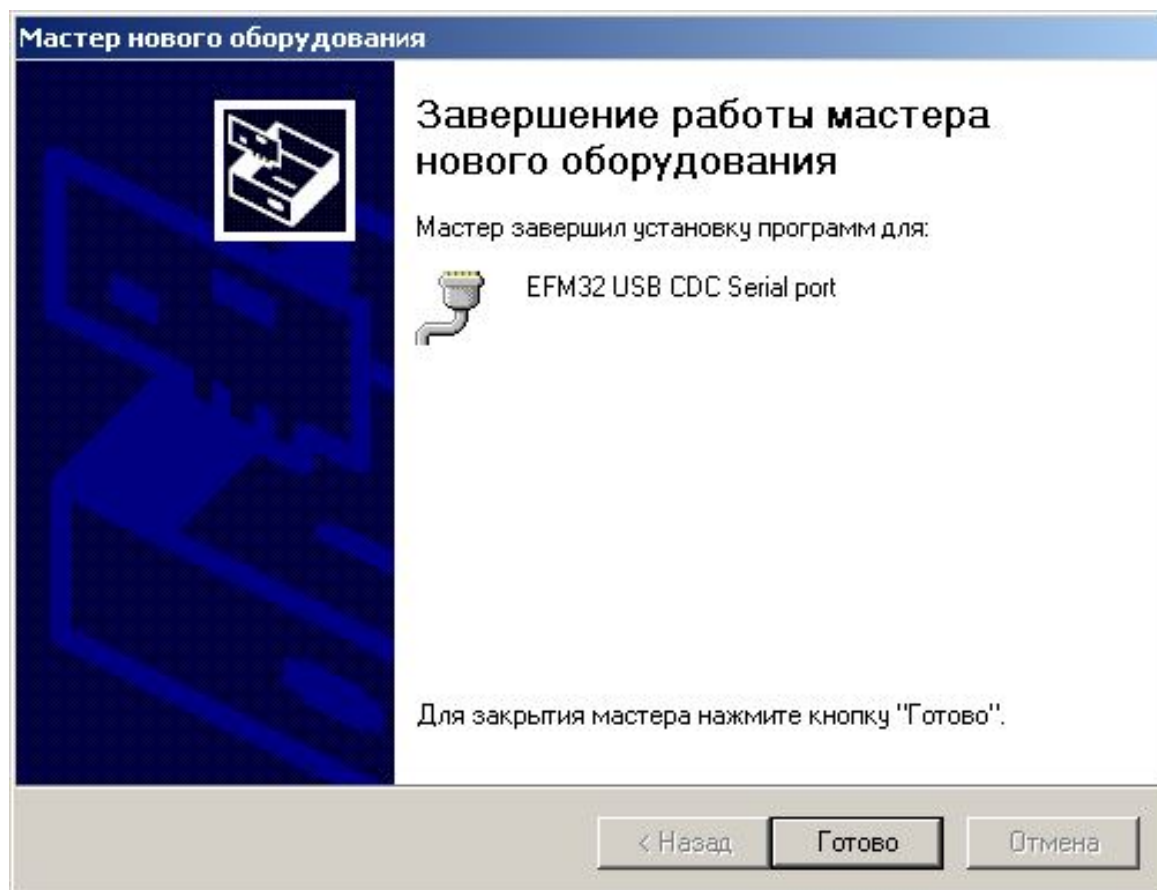 Мастер нового оборудования
Завершение работы мастера
нового оборудования
Мастер завершил установку программ для:
EFM32 USB CDC Serial port
Для закрытия мастера нажмите кнопку "Готово".
< Назад
Готово
Отмена